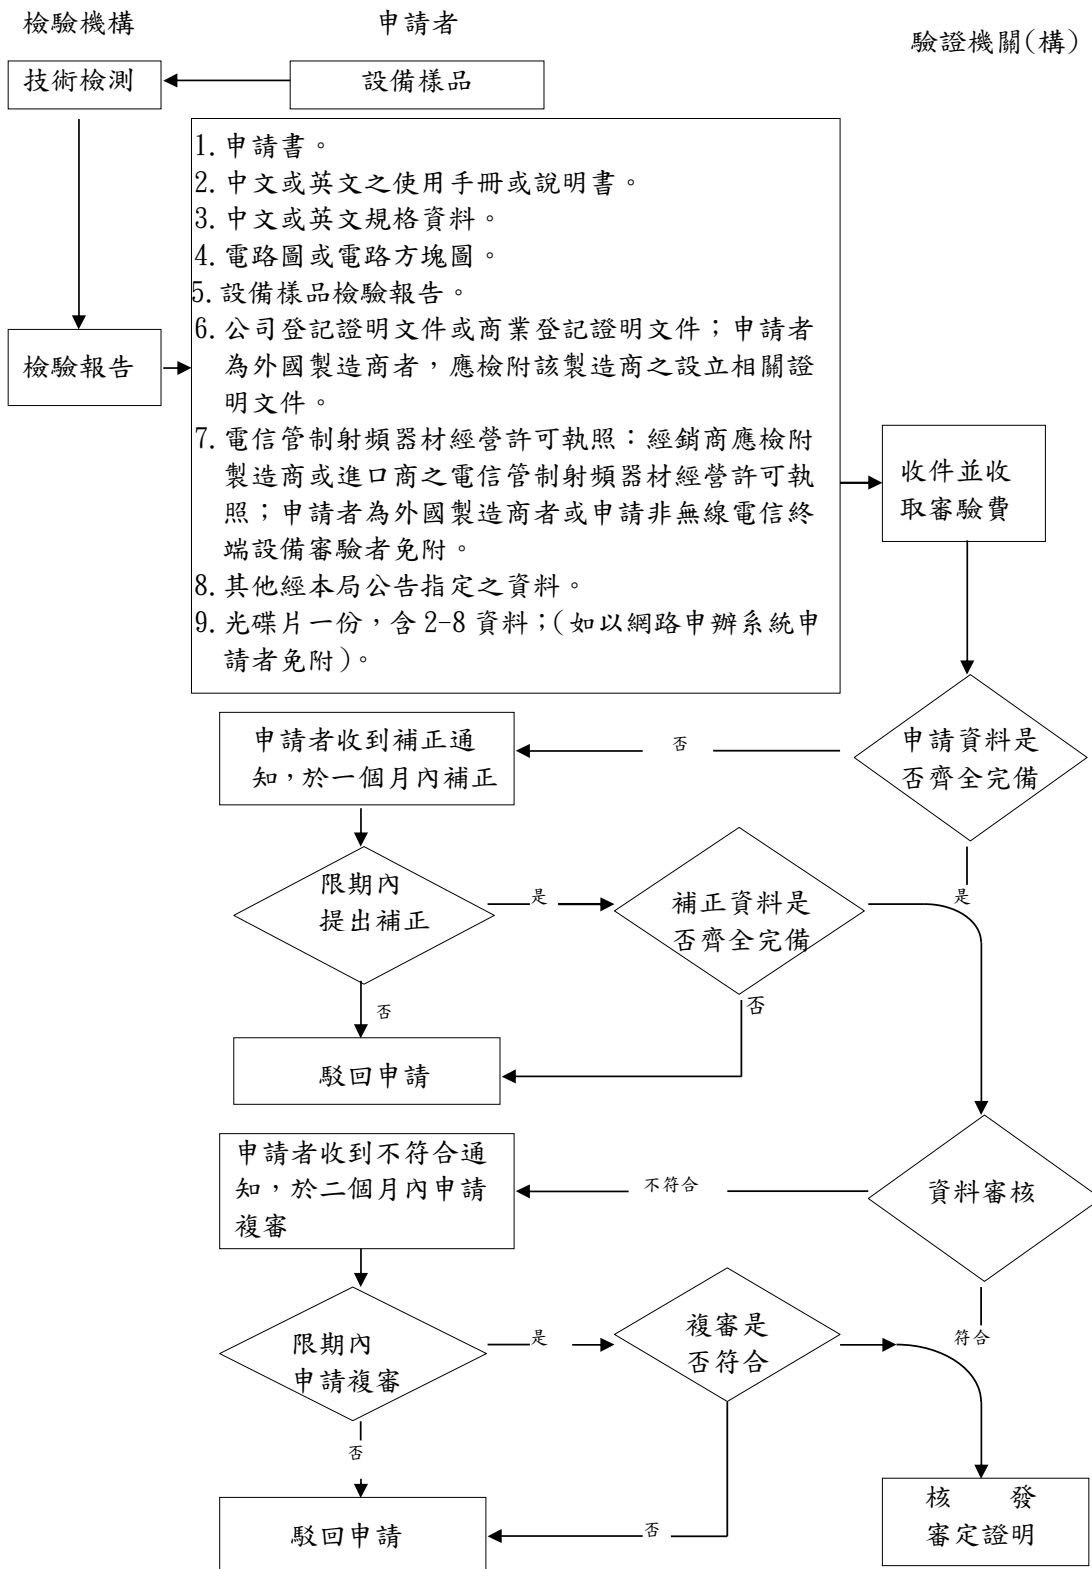 檢驗機構
申請者
驗證機關(構)
技術檢測
設備樣品
1.申請書。
2.中文或英文之使用手冊或說明書。
3.中文或英文規格資料。
4.電路圖或電路方塊圖。
5.設備樣品檢驗報告。
6.公司登記證明文件或商業登記證明文件；申請者
為外國製造商者，應檢附該製造商之設立相關證
明文件。
7.電信管制射頻器材經營許可執照：經銷商應檢附
製造商或進口商之電信管制射頻器材經營許可執
照；申請者為外國製造商者或申請非無線電信終
端設備審驗者免附。
8.其他經本局公告指定之資料。
9.光碟片一份，含 2-8 資料；(如以網路申辦系統申
請者免附)。
檢驗報告
收件並收
取審驗費
申請資料是
否齊全完備
否
申請者收到補正通
知，於一個月內補正
是
限期內
提出補正
是
補正資料是
否齊全完備
否
否
駁回申請
申請者收到不符合通
知，於二個月內申請
複審
不符合
資料審核
符合
限期內
申請複審
是
複審是
否符合
否
否
駁回申請
核 發
審定證明